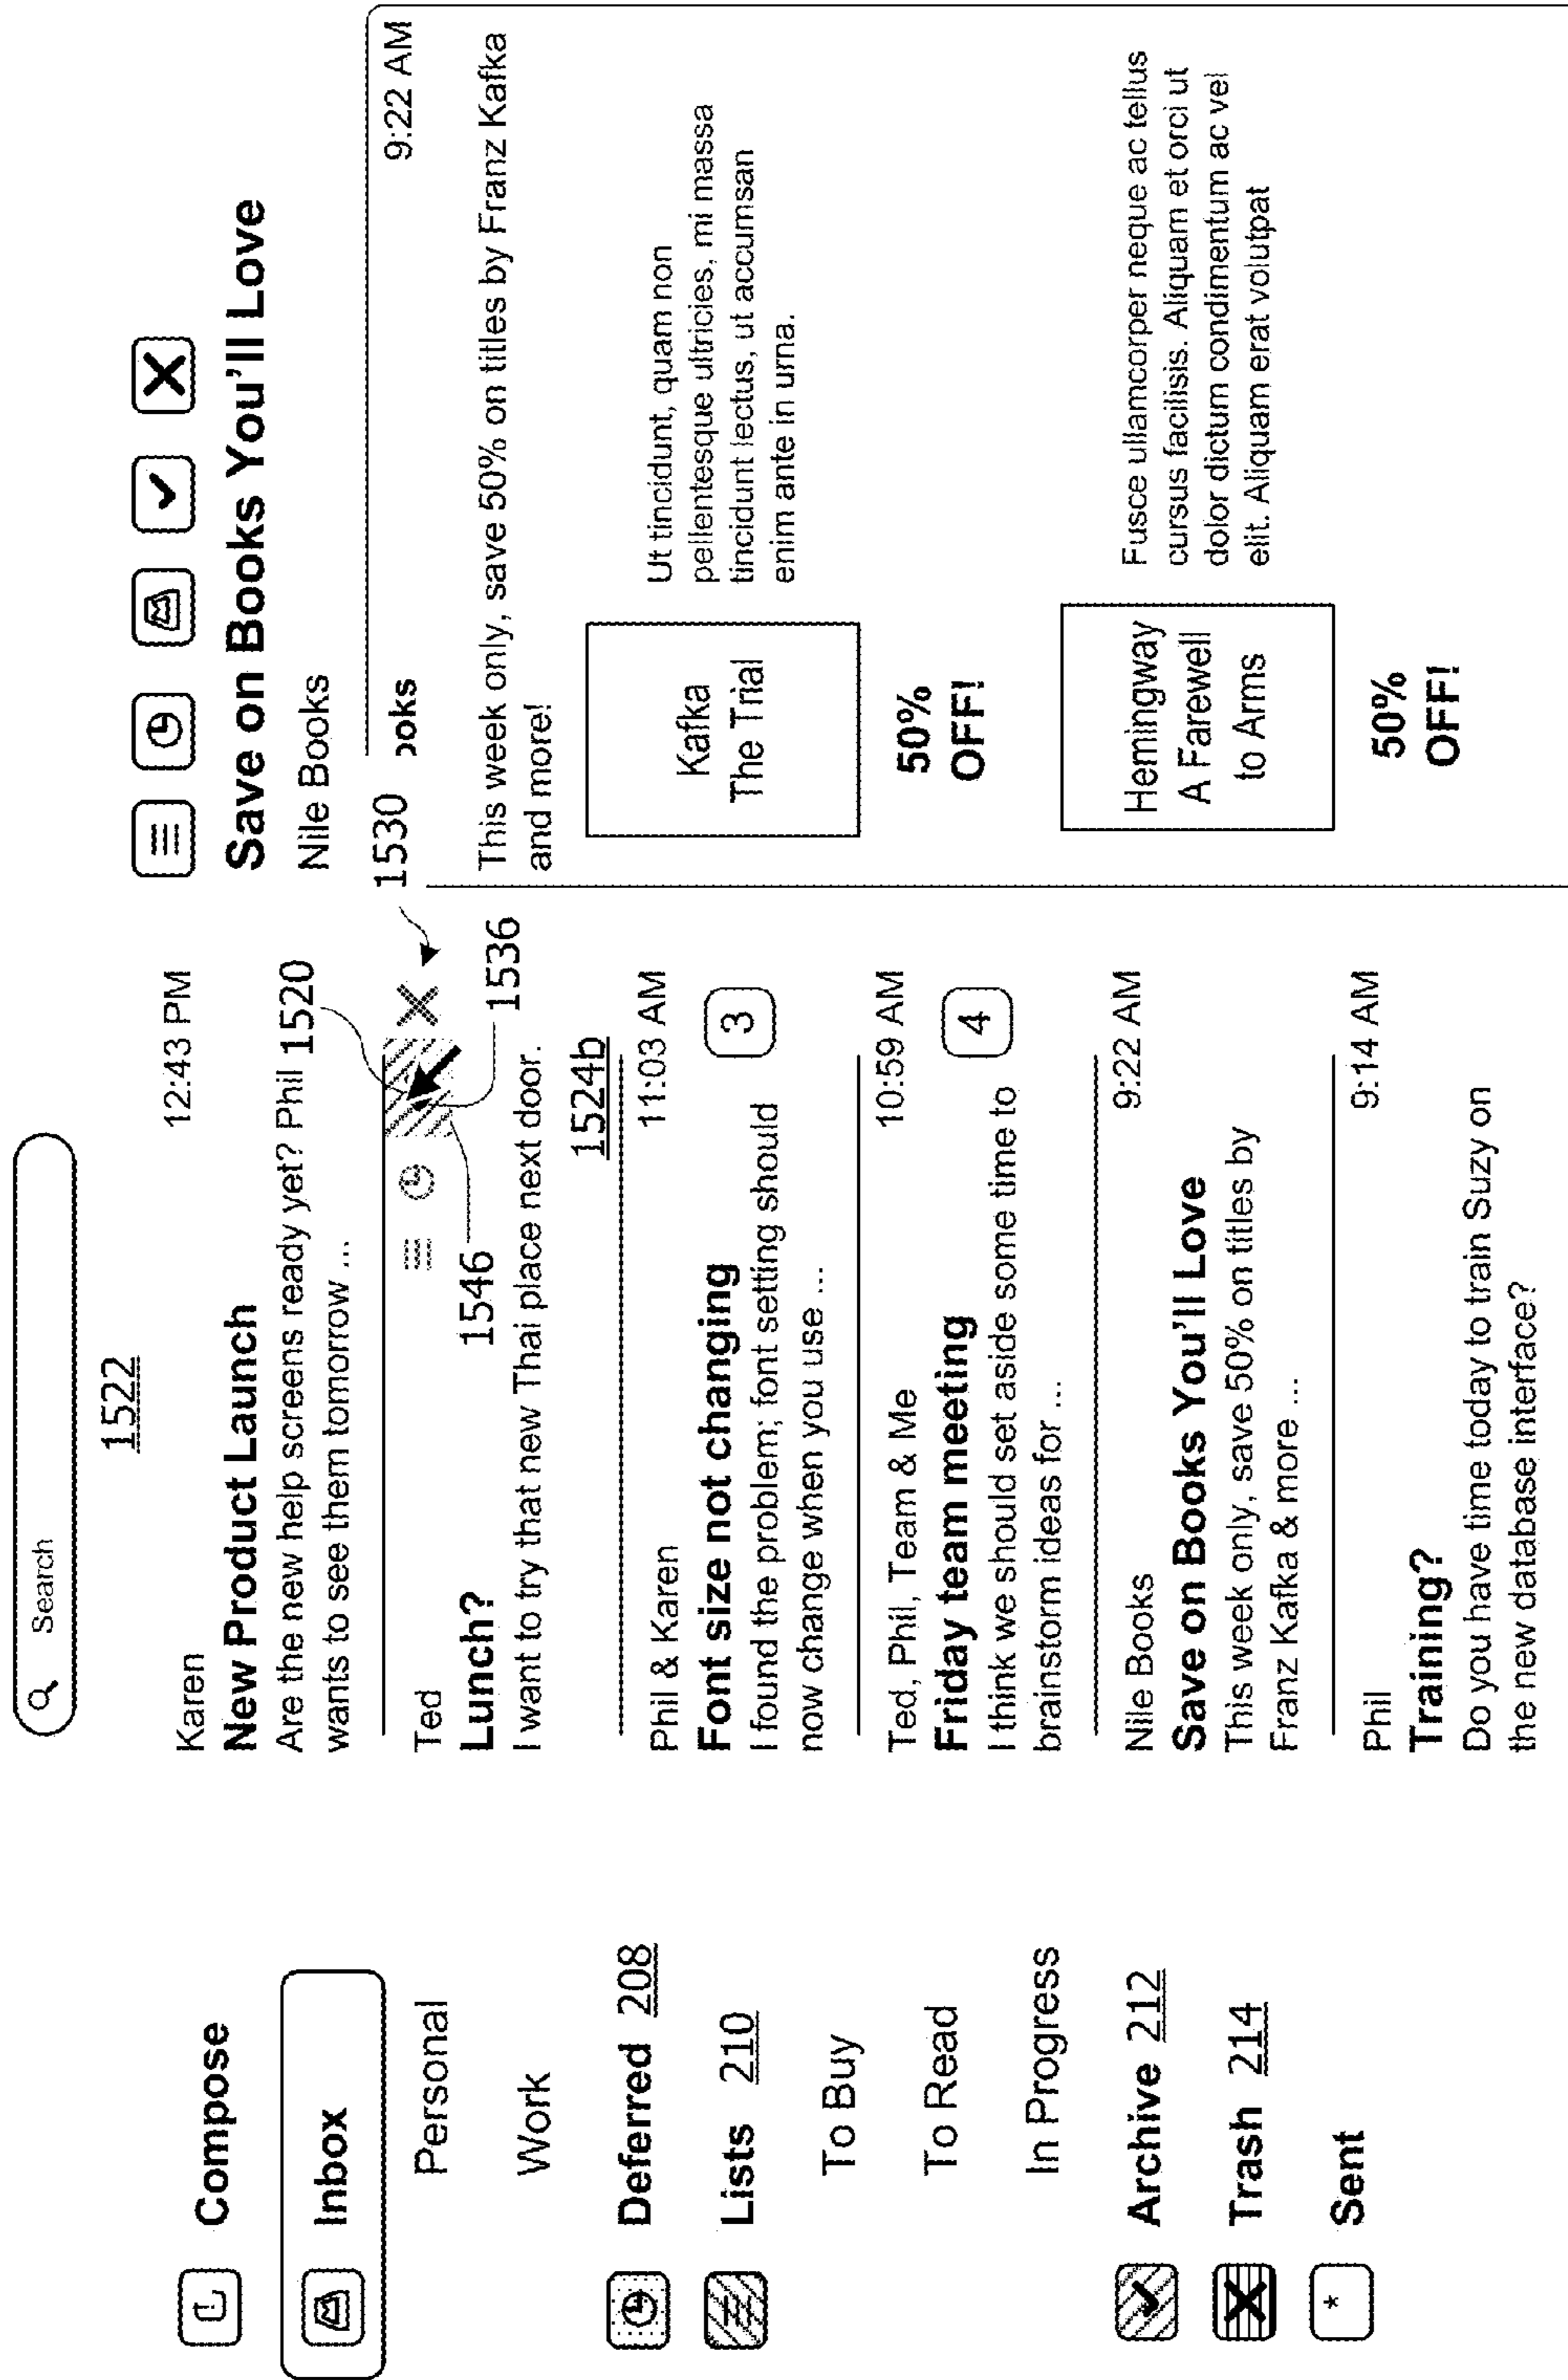 Compose
Inbox
Personal
Work
Deferred 208
Lists 210
To Buy
To Read
In Progress
Archive 212
Trash 214
Sent
Search
1522
Karen 12:43 PM
New Product Launch
Are the new help screens ready yet? Phil 1520
wants to see them tomorrow ...
Ted
1530
Lunch? 1546 1536
I want to try that new Thai place next door.
1524b
Phil & Karen 11:03 AM
Font size not changing 3
I found the problem; font setting should
now change when you use ...
Ted, Phil, Team & Me 10:59 AM
Friday team meeting 4
I think we should set aside some time to
brainstorm ideas for ...
Nile Books 9:22 AM
Save on Books You'll Love
This week only, save 50% on titles by
Franz Kafka & more ...
Phil 9:14 AM
Training?
Do you have time today to train Suzy on
the new database interface?
Save on Books You'll Love
Nile Books
ooks 9:22 AM
This week only, save 50% on titles by Franz Kafka
and more!
Kafka
The Trial
50%
OFF!
Ut tincidunt, quam non
pellentesque ultricies, mi massa
tincidunt lectus, ut accumsan
enim ante in urna.
Hemingway
A Farewell
to Arms
50%
OFF!
Fusce ullamcorper neque ac tellus
cursus facilisis. Aliquam et orci ut
dolor dictum condimentum ac vel
elit. Aliquam erat volutpat